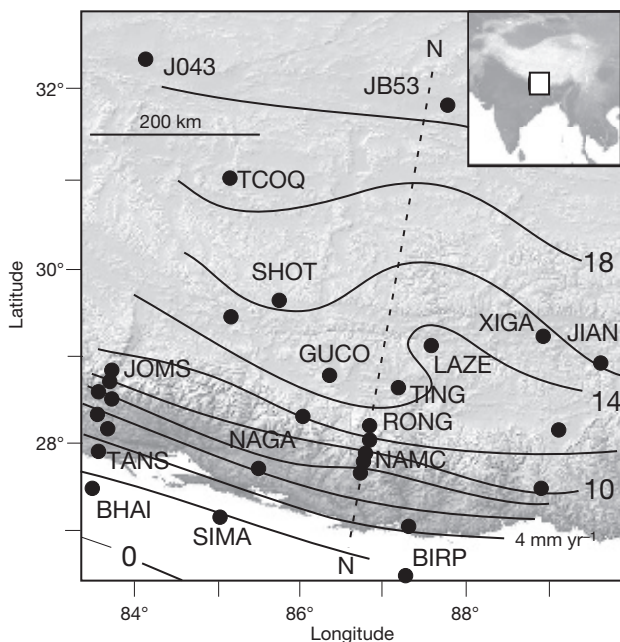 N
J043
JB53
32°
200 km
TCOQ
18
30°
SHOT
XIGA
JIAN
GUCO
LAZE
JOMS
TING
14
RONG
28°
NAGA
NAMC
TANS
10
BHAI
SIMA
4 mm yr⁻¹
0
N
BIRP
84°
86°
88°
Latitude
Longitude